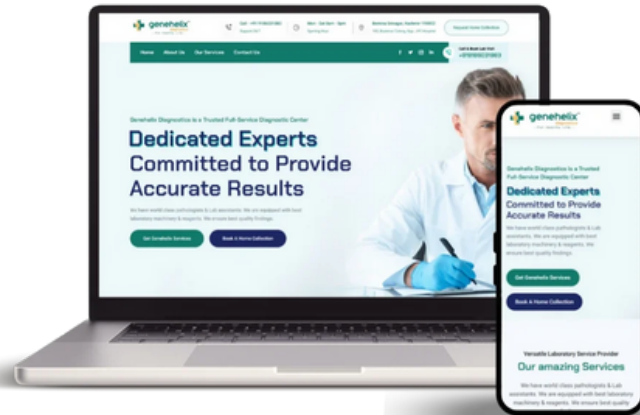 genehelix
Home About Us Our Services Contact Us
Genehelix Diagnostics is a Trusted Full-Service Diagnostic Center
Dedicated Experts
Committed to Provide
Accurate Results
We have world class pathologists & Lab assistants. We are equipped with best
laboratory machinery & reagents. We ensure best quality findings.
Get Genehelix Services
Book A Home Collection
Request Home Collection
genehelix
Genehelix Diagnostics is a Trusted
Full-Service Diagnostic Center
Dedicated Experts
Committed to Provide
Accurate Results
We have world class pathologists & Lab
assistants. We are equipped with best
laboratory machinery & reagents. We
ensure best quality findings.
Get Genehelix Services
Book A Home Collection
Versatile Laboratory Service Provider
Our amazing Services
We have world class pathologists & Lab
assistants. We are equipped with best laboratory
machinery & reagents. We ensure best quality